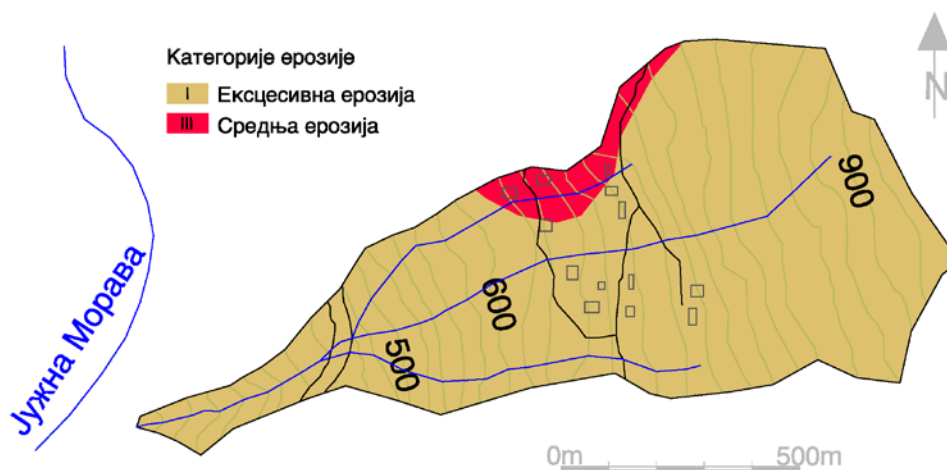 Категорије ерозије
I Ексцесивна ерозија
III Средња ерозија
N
900
600
500
Јужна Морава
0m 500m